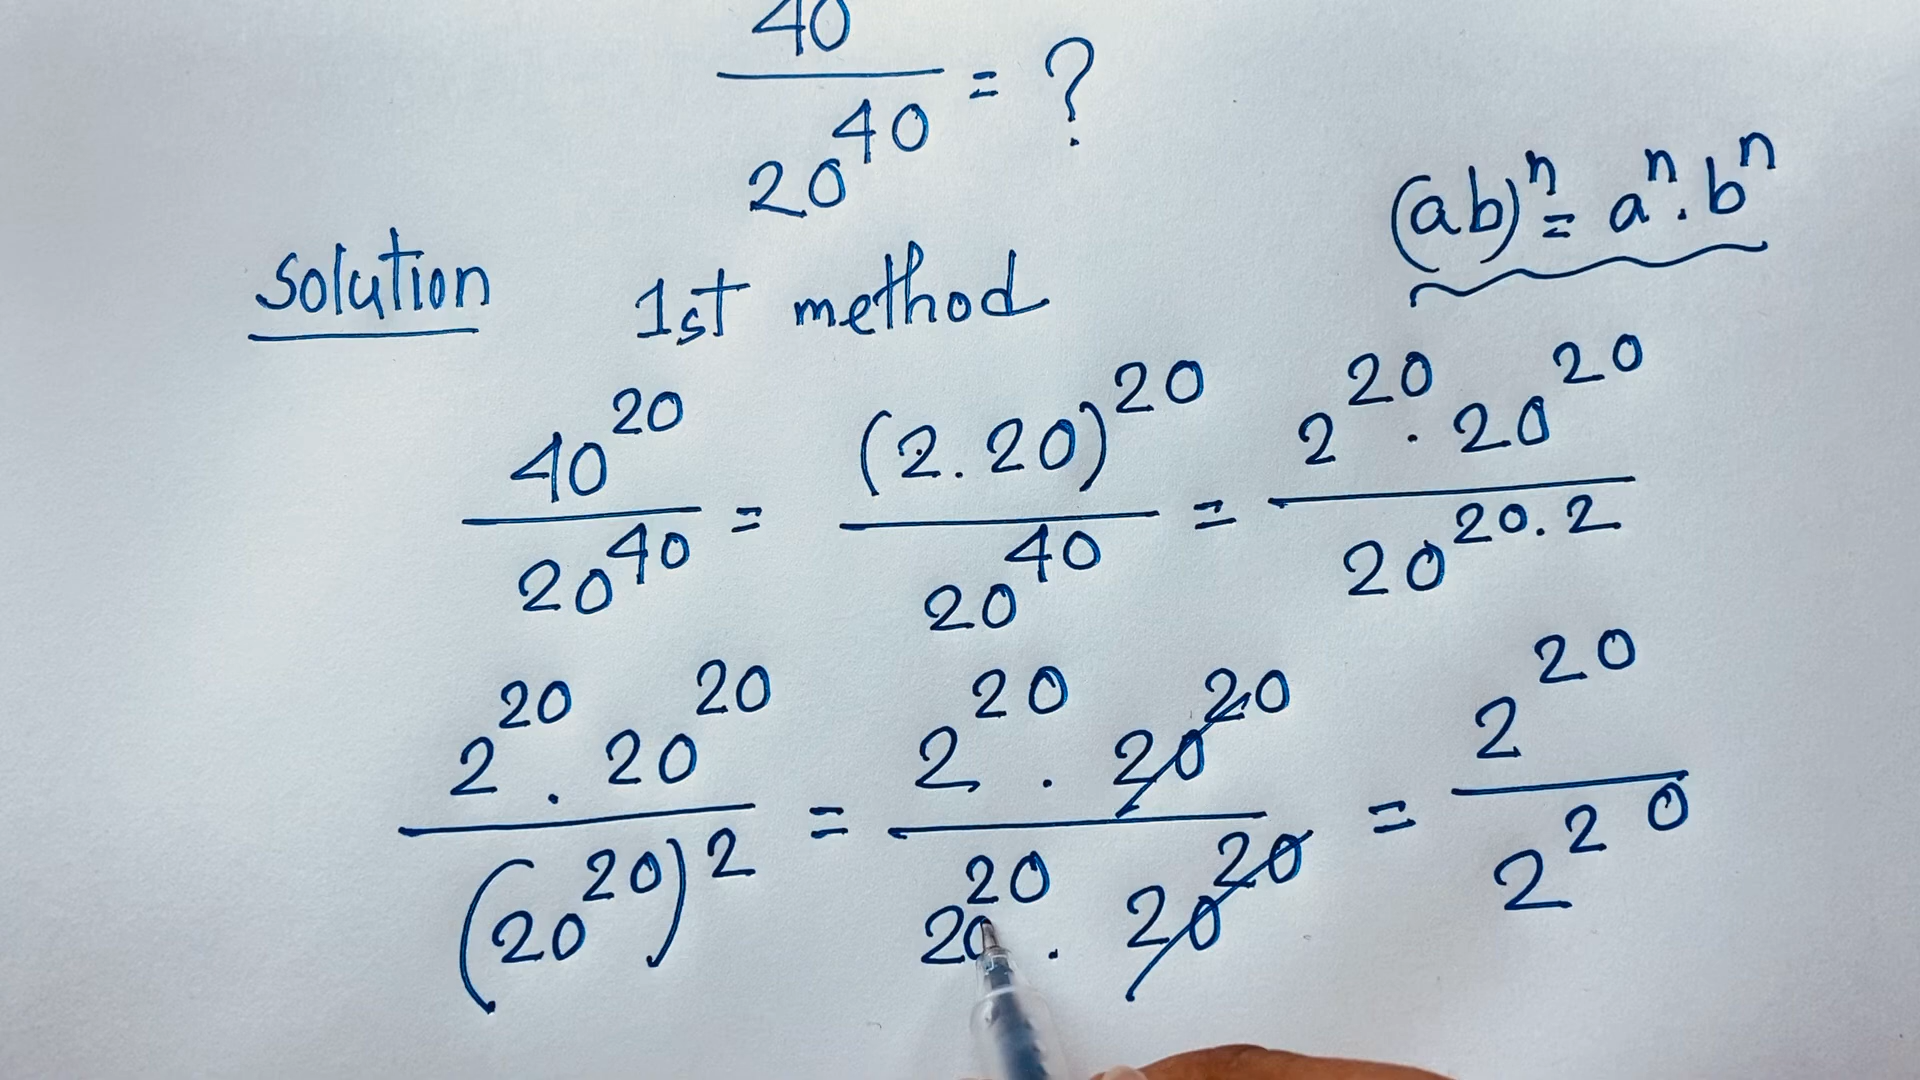 40/20^40 = ?
(ab)^n = a^n . b^n
Solution 1st method
40^20/20^40 = (2.20)^20/20^40 = 2^20 . 20^20/20^20.2
2^20 . 20^20/(20^20)^2 = 2^20 . 20^20/20^20 . 20^20 = 2^20/2^20